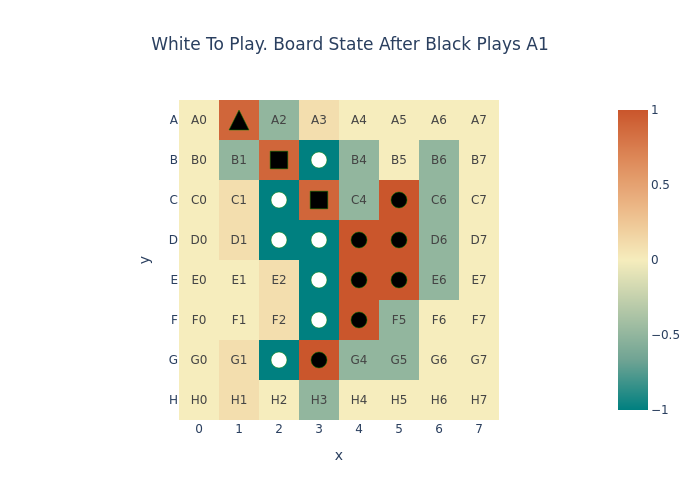 White To Play. Board State After Black Plays A1
A A0 A2 A3 A4 A5 A6 A7
B B0 B1 B4 B5 B6 B7
C C0 C1 C4 C6 C7
D D0 D1 D6 D7
E E0 E1 E2 E6 E7
F F0 F1 F2 F5 F6 F7
G G0 G1 G4 G5 G6 G7
H H0 H1 H2 H3 H4 H5 H6 H7
0 1 2 3 4 5 6 7
x
y
1
0.5
0
−0.5
−1